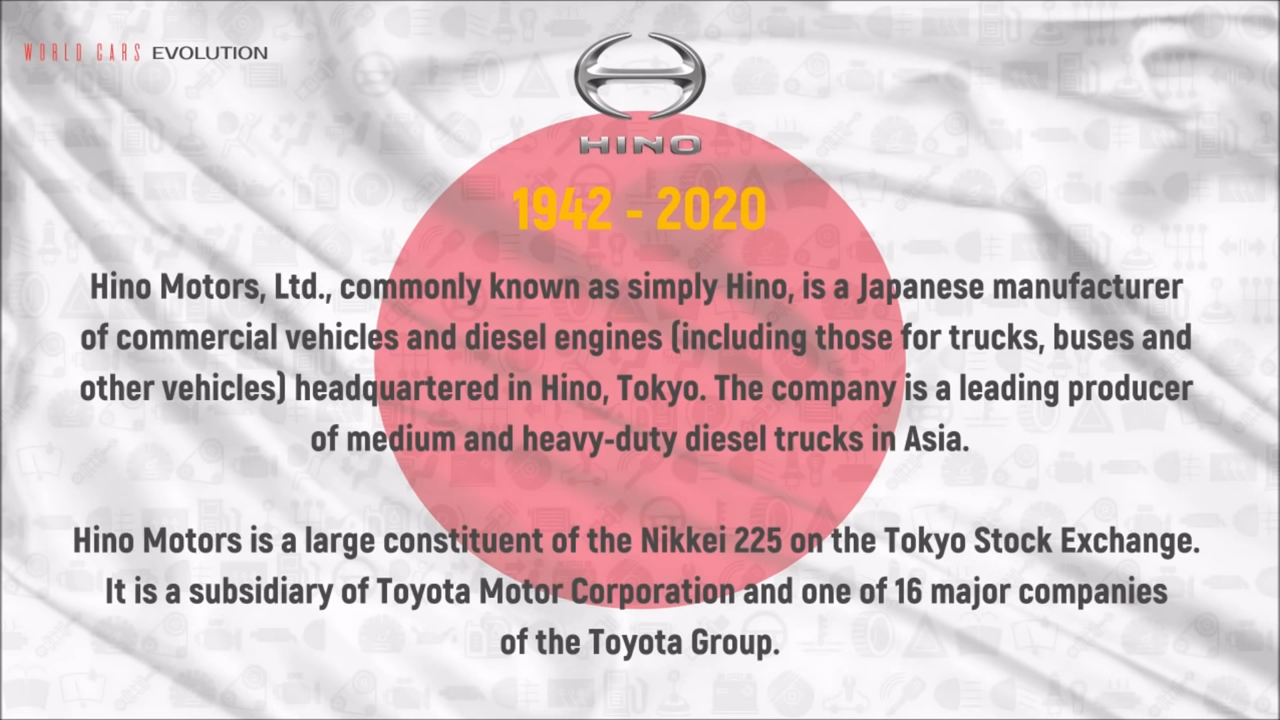 WORLD CARS EVOLUTION
HINO
1942 - 2020
Hino Motors, Ltd., commonly known as simply Hino, is a Japanese manufacturer
of commercial vehicles and diesel engines (including those for trucks, buses and
other vehicles) headquartered in Hino, Tokyo. The company is a leading producer
of medium and heavy-duty diesel trucks in Asia.
Hino Motors is a large constituent of the Nikkei 225 on the Tokyo Stock Exchange.
It is a subsidiary of Toyota Motor Corporation and one of 16 major companies
of the Toyota Group.